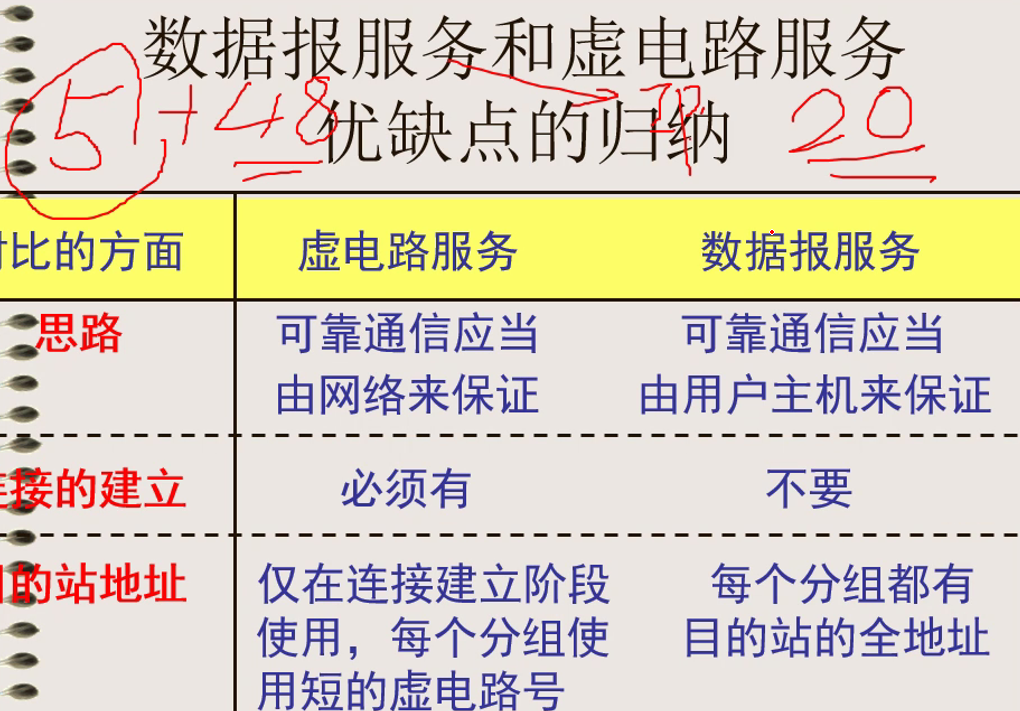 数据报服务和虚电路服务
优缺点的归纳
5+48
20
对比的方面 虚电路服务 数据报服务
思路 可靠通信应当 可靠通信应当
由网络来保证 由用户主机来保证
连接的建立 必须有 不要
目的站地址 仅在连接建立阶段 每个分组都有
使用，每个分组使 目的站的全地址
用短的虚电路号